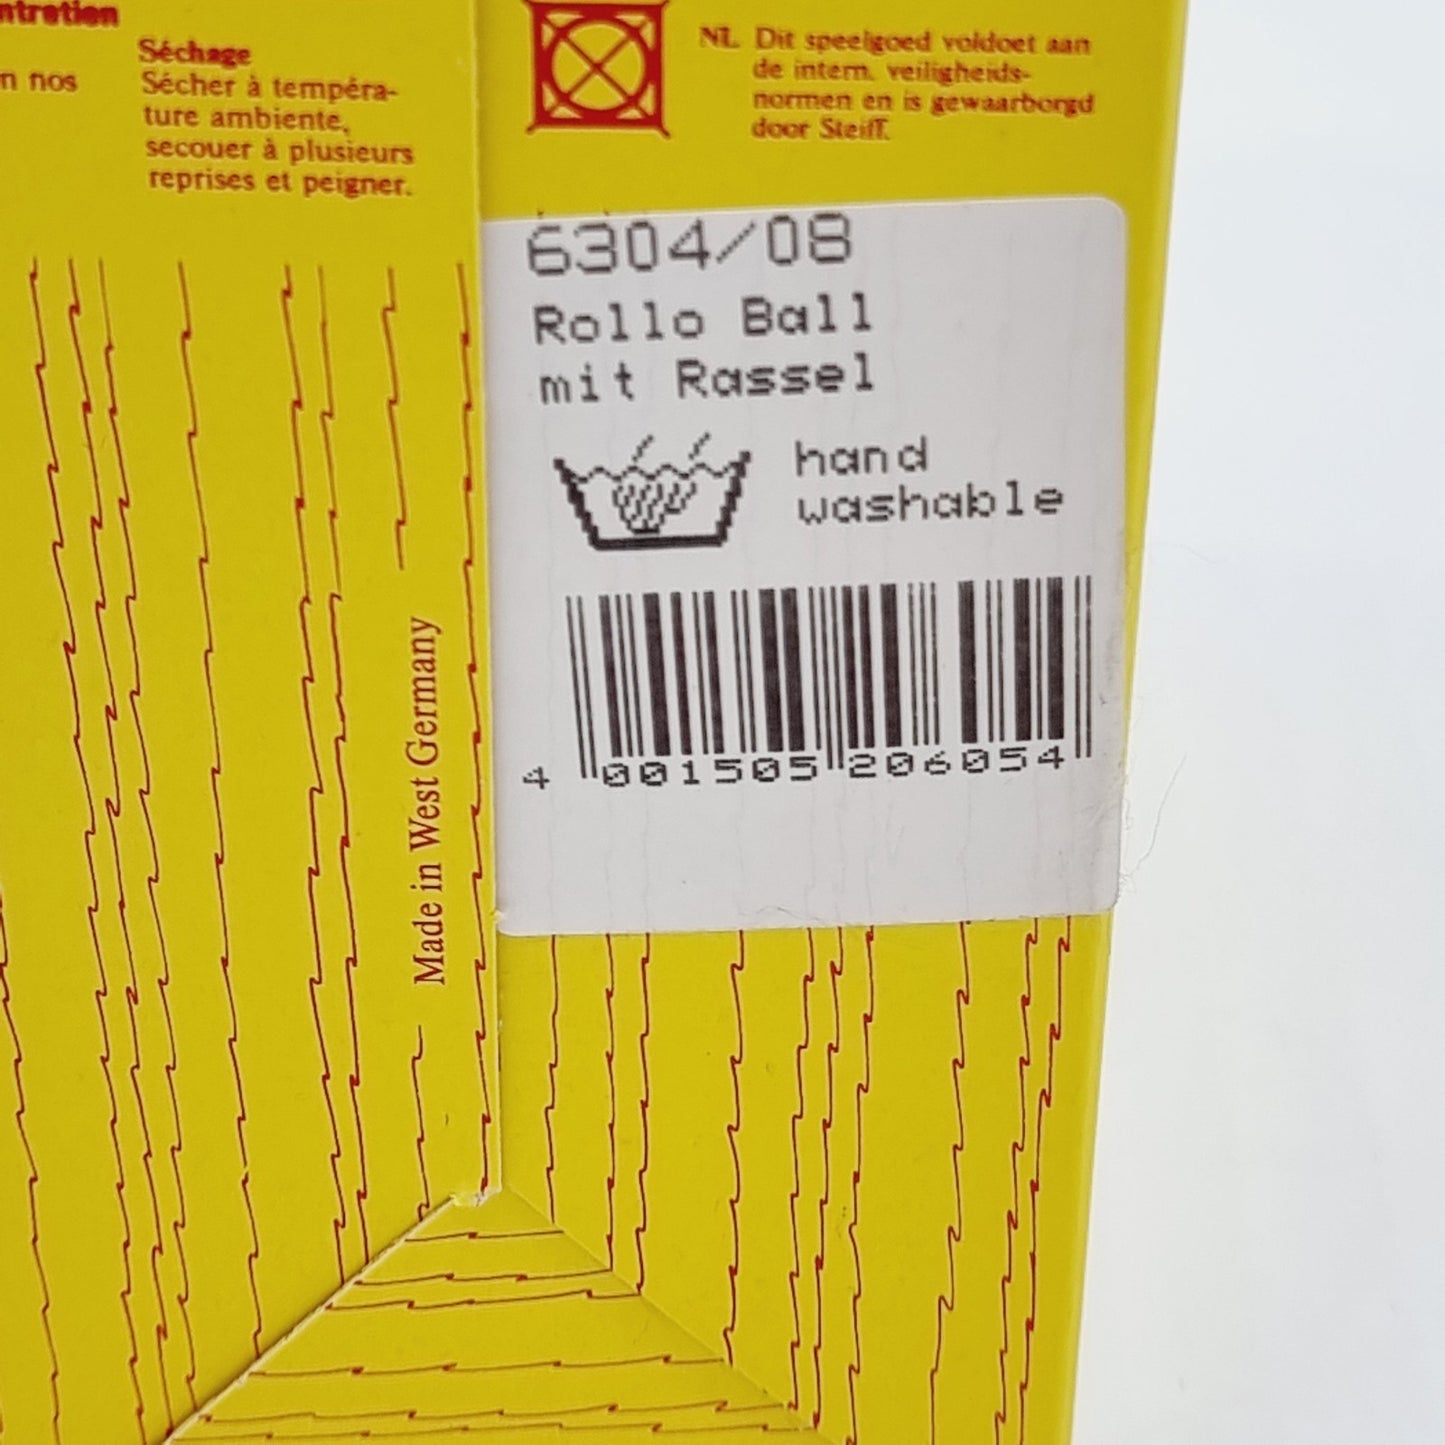 ntretien
n nos
Séchage
Sécher à tempéra-
ture ambiente,
secouer à plusieurs
reprises et peigner.
NL Dit speelgoed voldoet aan
de intern. veiligheids-
normen en is gewaarborgd
door Steiff.
6304/08
Rollo Ball
mit Rassel
hand
washable
4 001505 206054
Made in West Germany